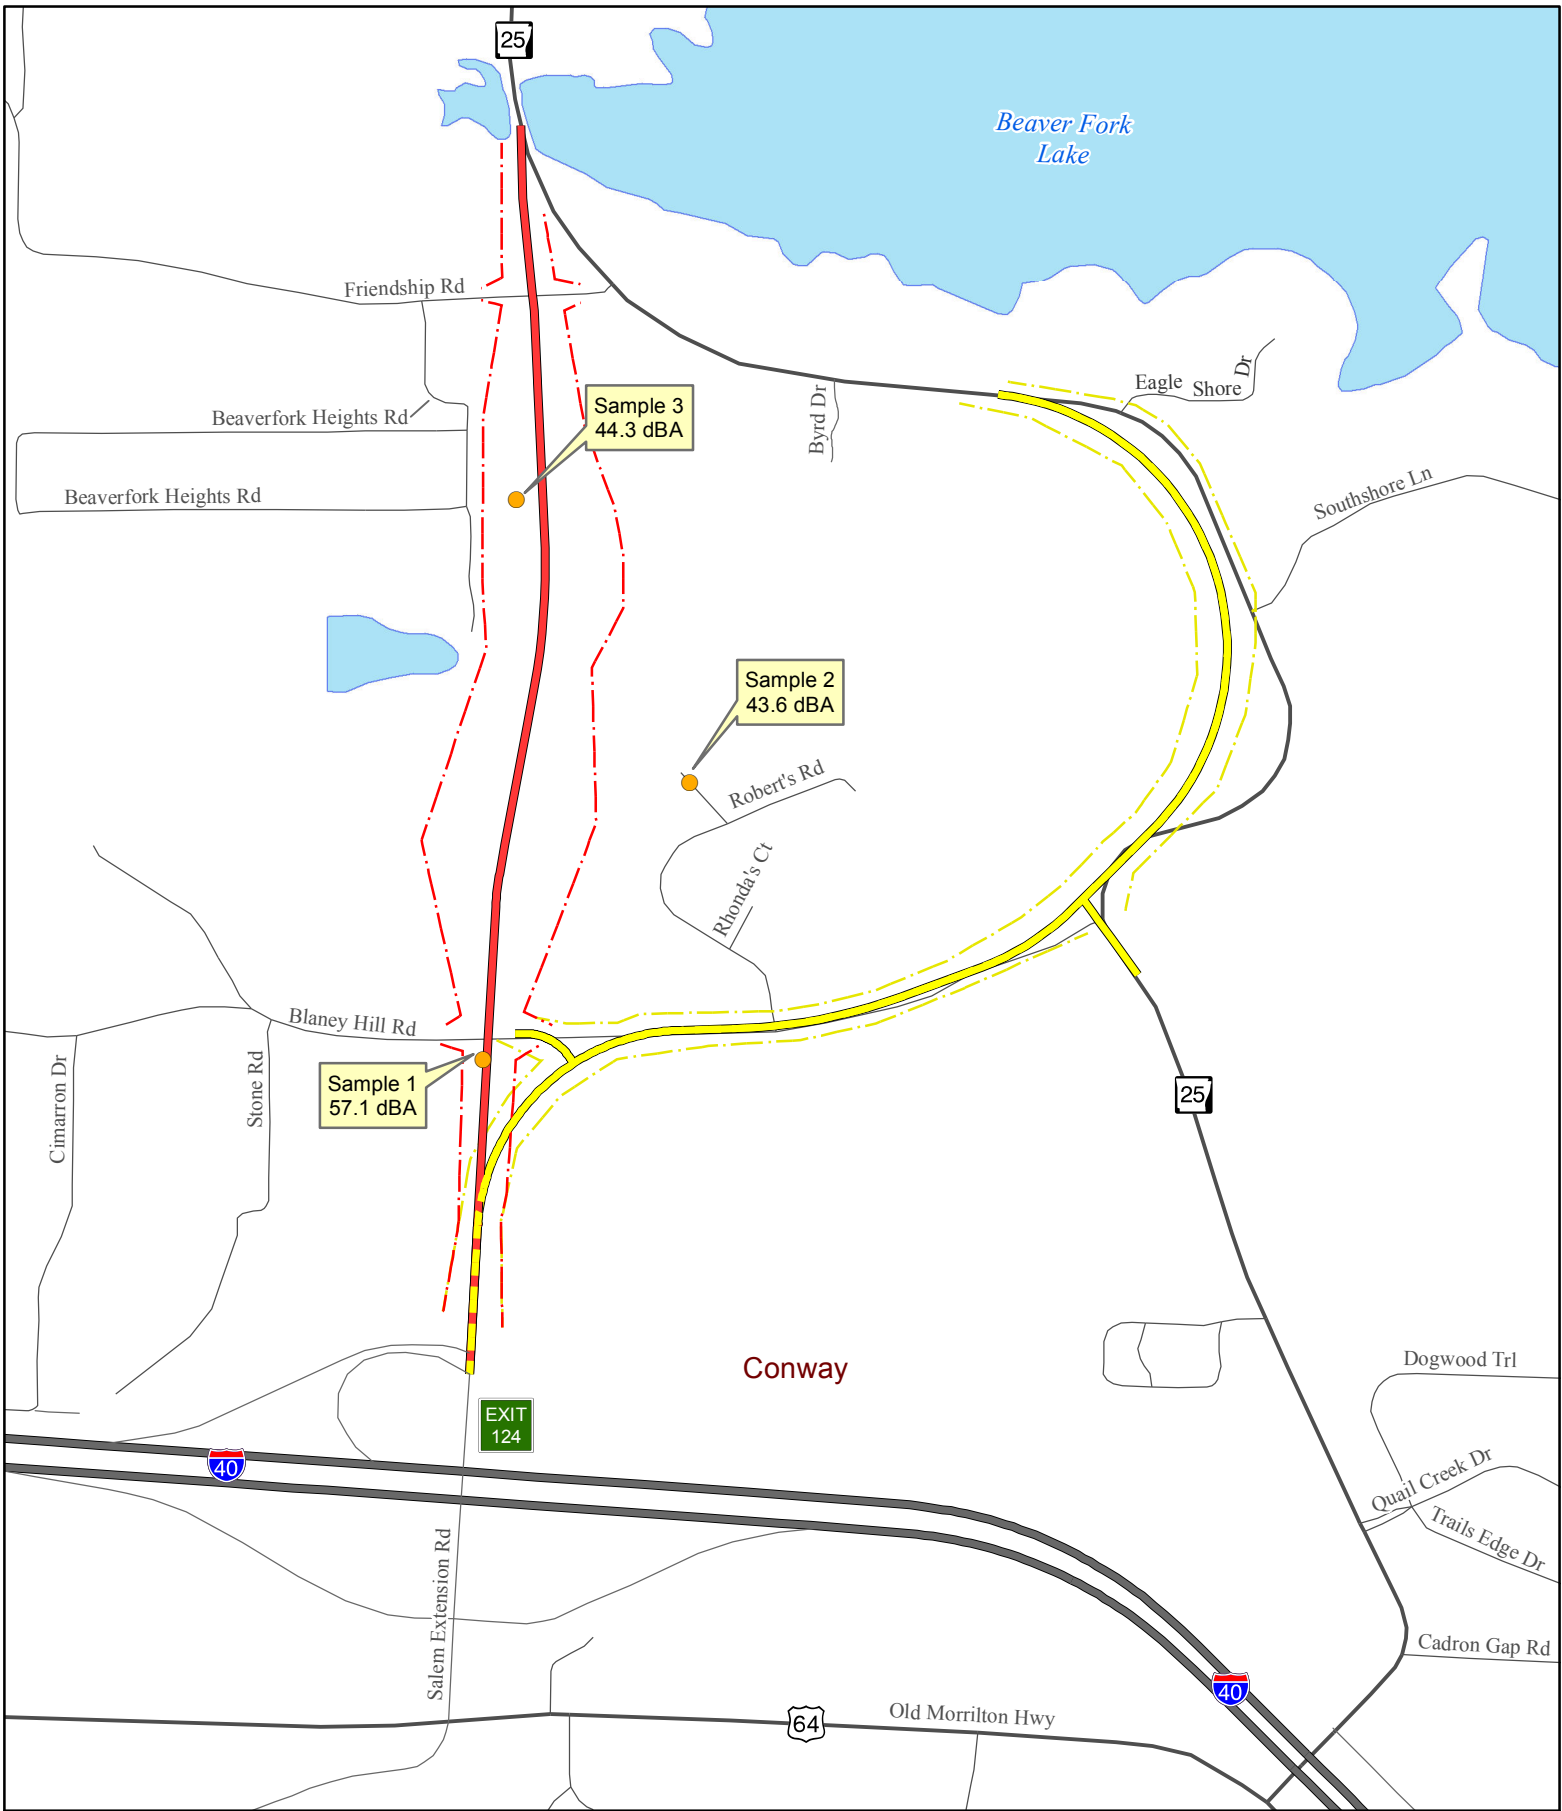 25
Beaver Fork
Lake
Friendship Rd
Eagle Shore Dr
Beaverfork Heights Rd
Sample 3
44.3 dBA
Byrd Dr
Beaverfork Heights Rd
Southshore Ln
Sample 2
43.6 dBA
Robert's Rd
Rhonda's Ct
Blaney Hill Rd
Cimarron Dr
Stone Rd
Sample 1
57.1 dBA
25
Conway
Dogwood Trl
EXIT
124
40
Quail Creek Dr
Trails Edge Dr
Salem Extension Rd
Cadron Gap Rd
40
64
Old Morrilton Hwy